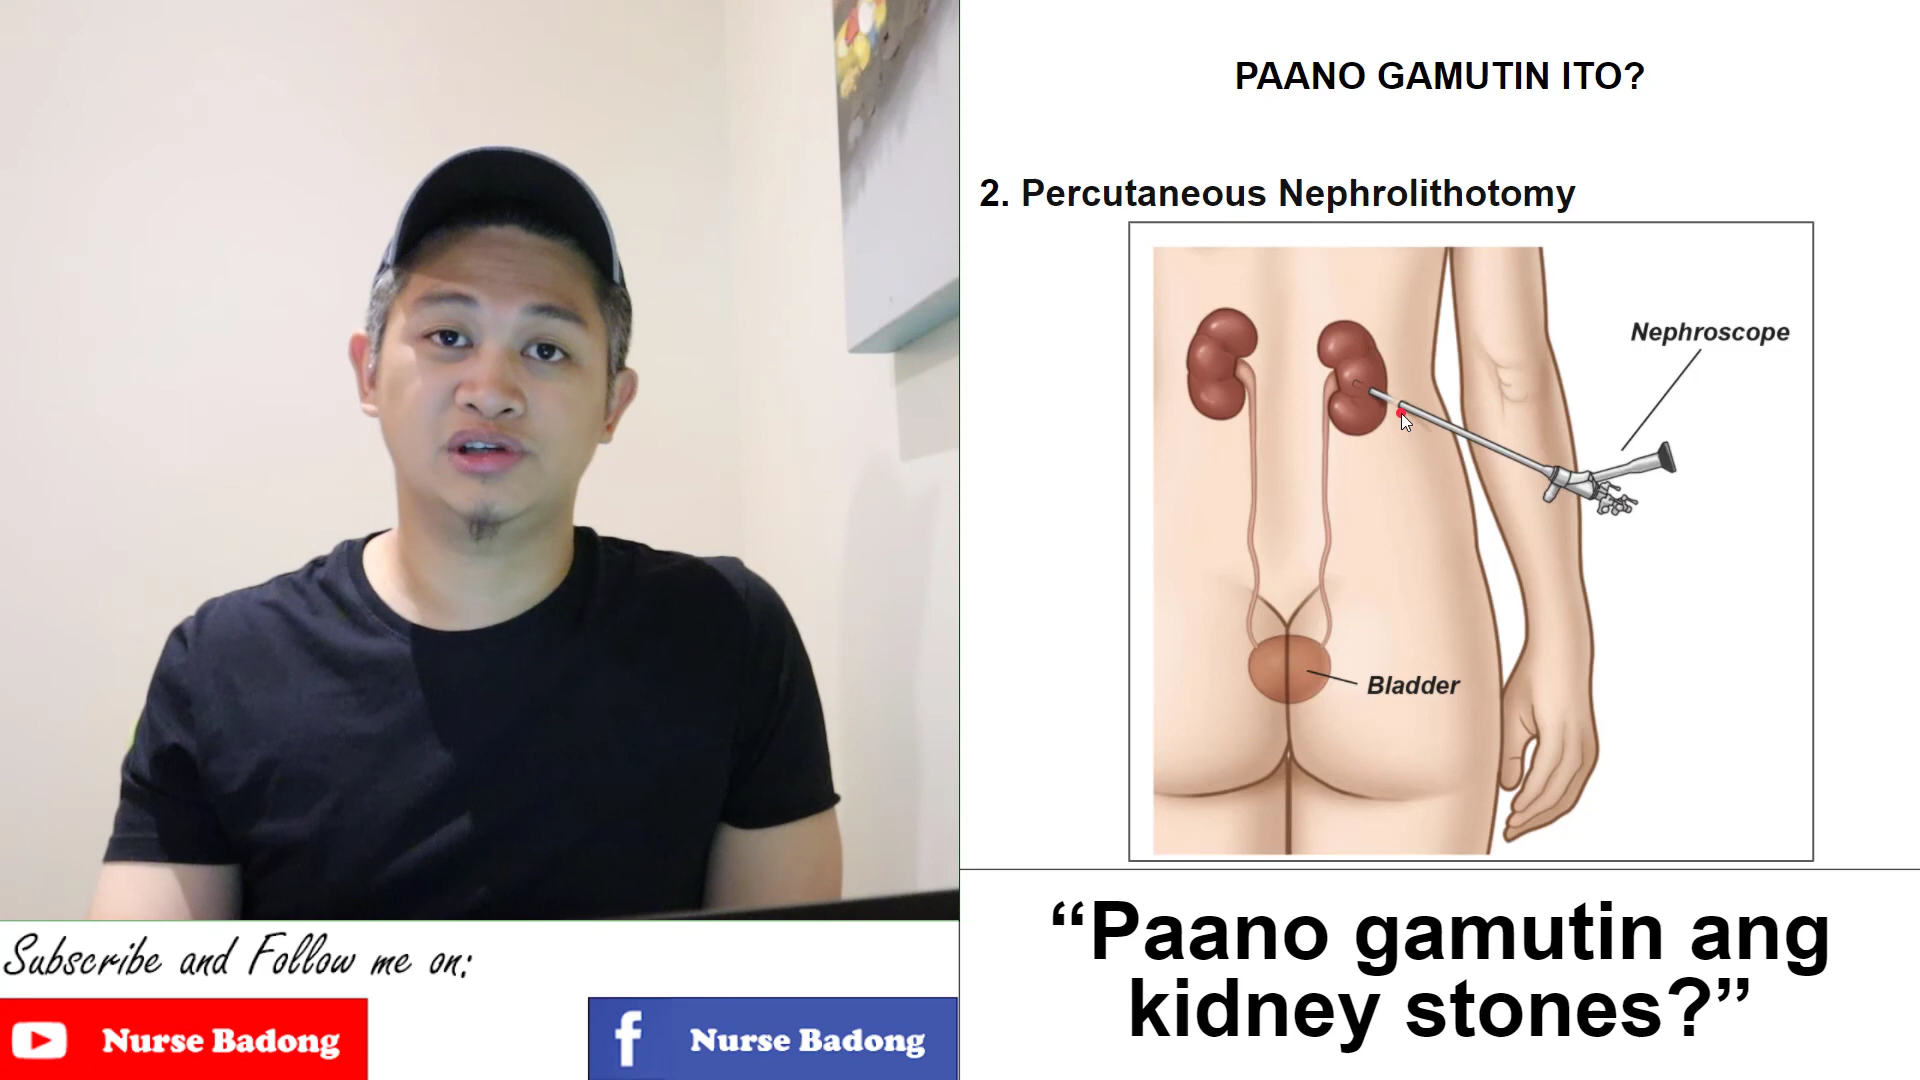 PAANO GAMUTIN ITO?
2. Percutaneous Nephrolithotomy
Nephroscope
Bladder
“Paano gamutin ang
kidney stones?”
Subscribe and Follow me on:
Nurse Badong
Nurse Badong